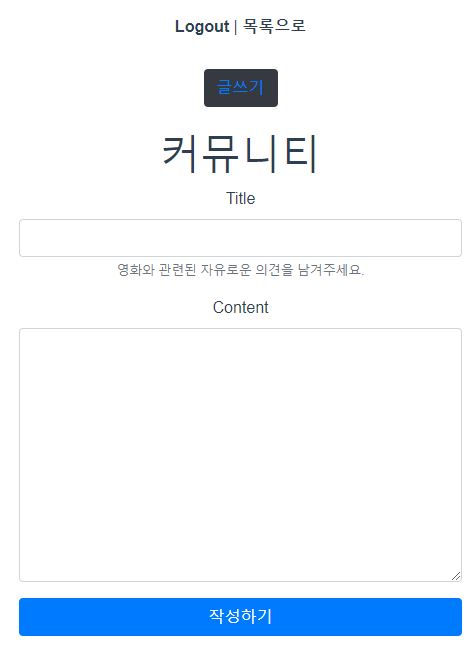 Logout | 목록으로
글쓰기
커뮤니티
Title
영화와 관련된 자유로운 의견을 남겨주세요.
Content
작성하기